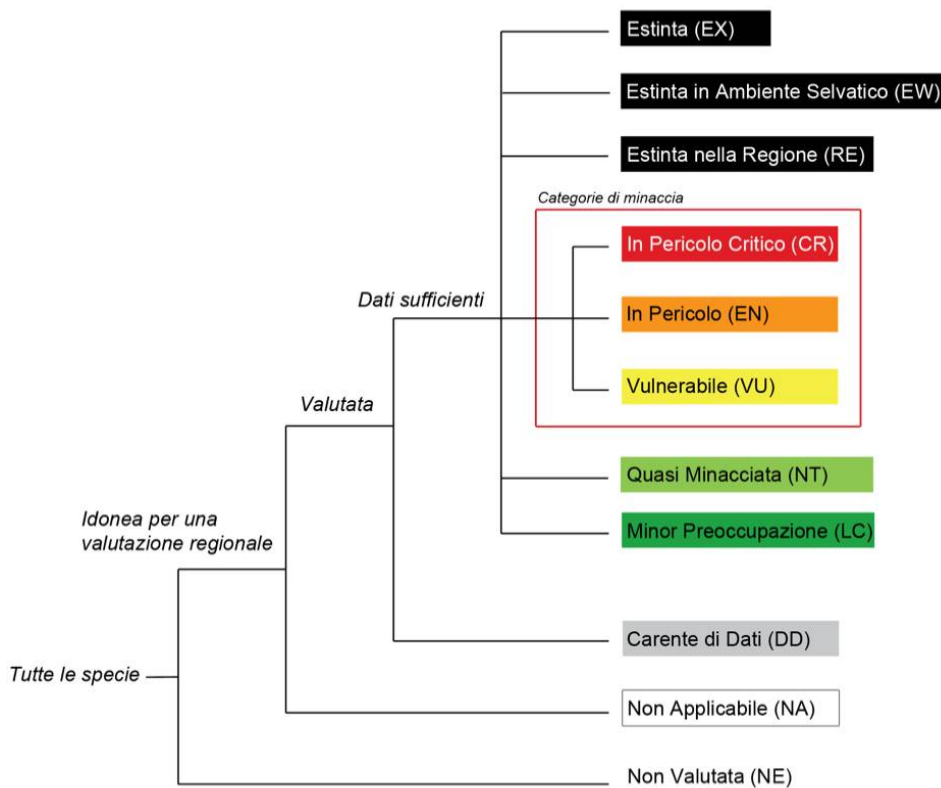 Estinta (EX)
Estinta in Ambiente Selvatico (EW)
Estinta nella Regione (RE)
Categorie di minaccia
In Pericolo Critico (CR)
Dati sufficienti
In Pericolo (EN)
Vulnerabile (VU)
Valutata
Quasi Minacciata (NT)
Idonea per una
valutazione regionale
Minor Preoccupazione (LC)
Carente di Dati (DD)
Tutte le specie
Non Applicabile (NA)
Non Valutata (NE)